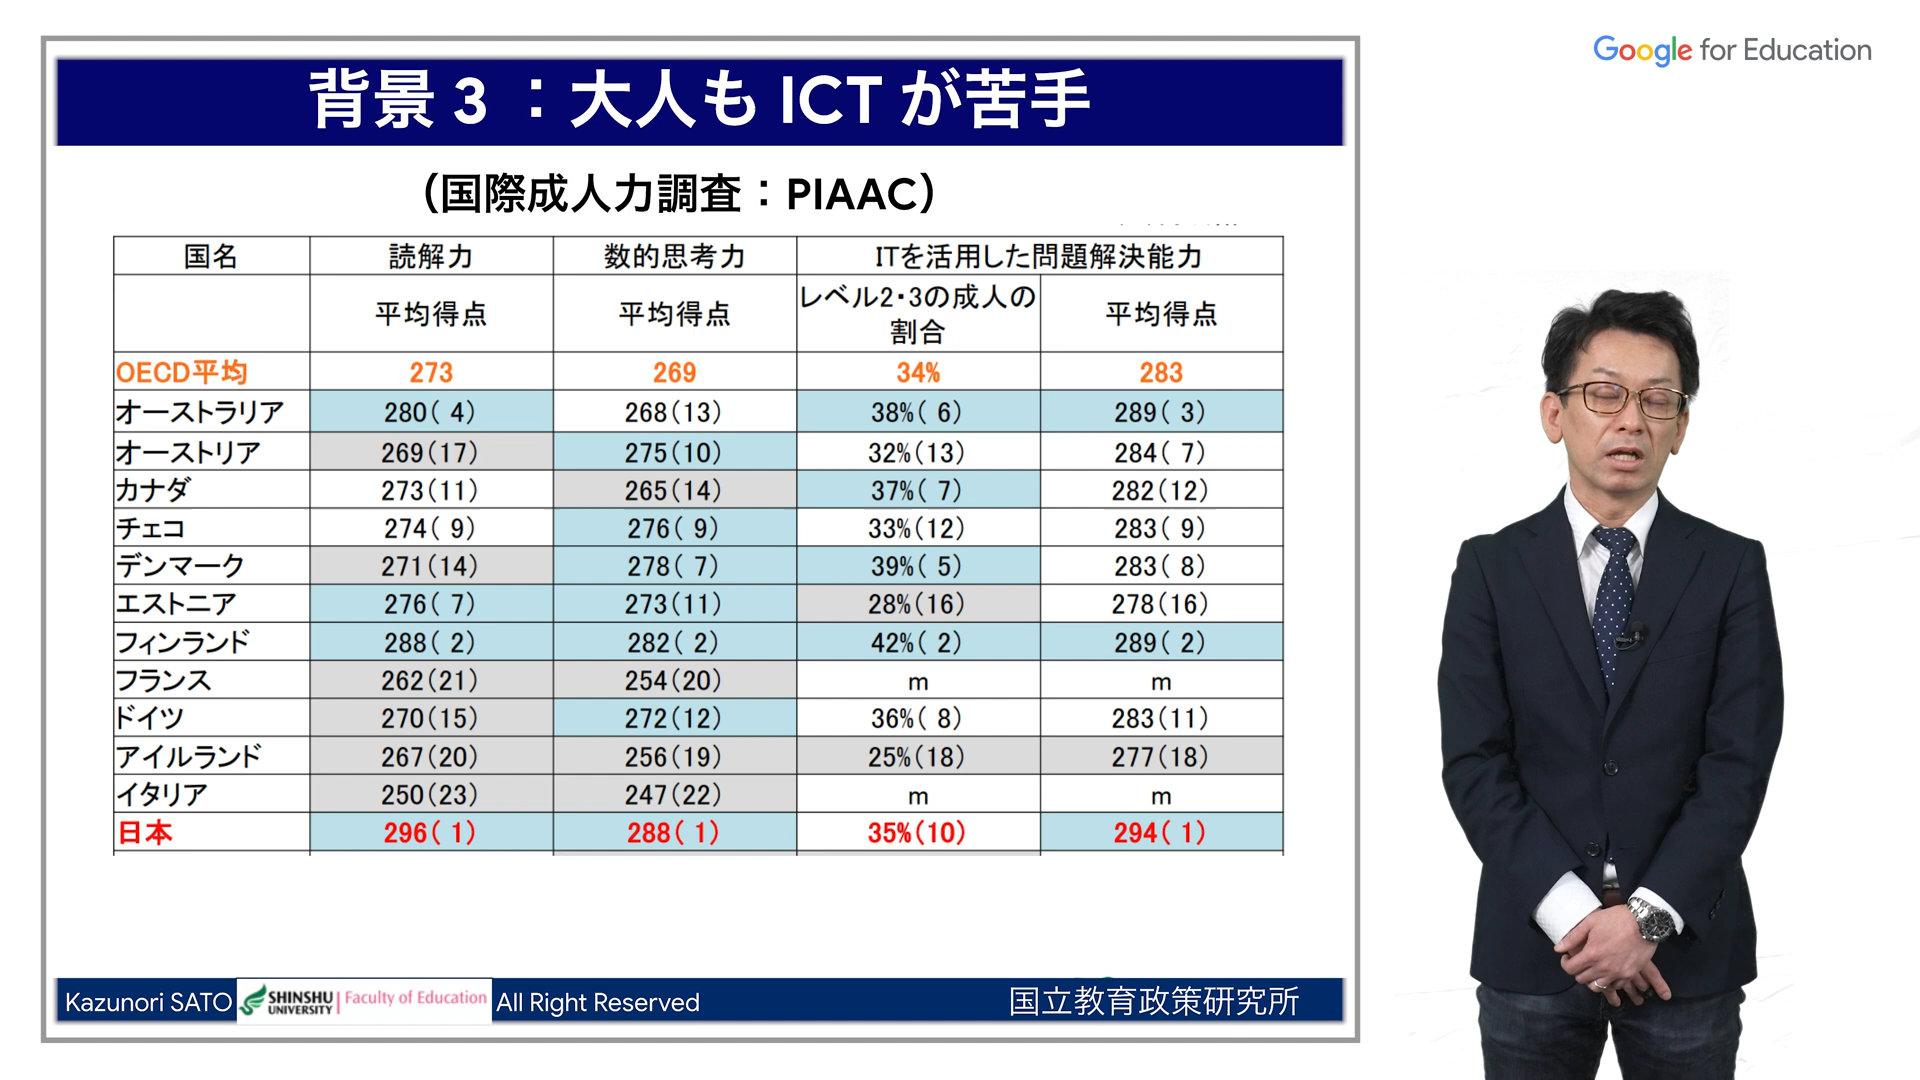 Google for Education
背景 3 ：大人も ICT が苦手
（国際成人力調査：PIAAC）
国名 読解力 数的思考力 ITを活用した問題解決能力
平均得点 平均得点 レベル2・3の成人の割合 平均得点
OECD平均 273 269 34% 283
オーストラリア 280( 4) 268(13) 38%( 6) 289( 3)
オーストリア 269(17) 275(10) 32%(13) 284( 7)
カナダ 273(11) 265(14) 37%( 7) 282(12)
チェコ 274( 9) 276( 9) 33%(12) 283( 9)
デンマーク 271(14) 278( 7) 39%( 5) 283( 8)
エストニア 276( 7) 273(11) 28%(16) 278(16)
フィンランド 288( 2) 282( 2) 42%( 2) 289( 2)
フランス 262(21) 254(20) m m
ドイツ 270(15) 272(12) 36%( 8) 283(11)
アイルランド 267(20) 256(19) 25%(18) 277(18)
イタリア 250(23) 247(22) m m
日本 296( 1) 288( 1) 35%(10) 294( 1)
Kazunori SATO SHINSHU UNIVERSITY Faculty of Education All Right Reserved 国立教育政策研究所